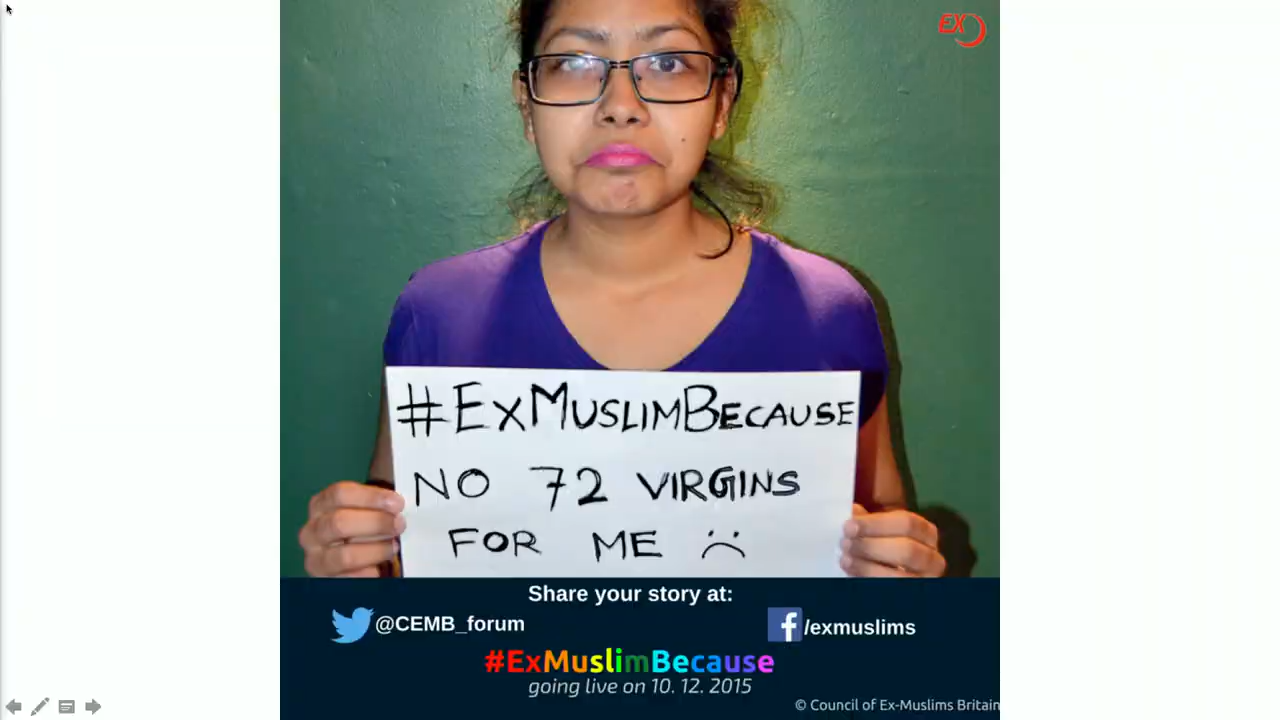 EX
#EXMUSLIMBECAUSE
NO 72 VIRGINS
FOR ME :(
Share your story at:
@CEMB_forum
f/exmuslims
#ExMuslimBecause
going live on 10. 12. 2015
© Council of Ex-Muslims Britain